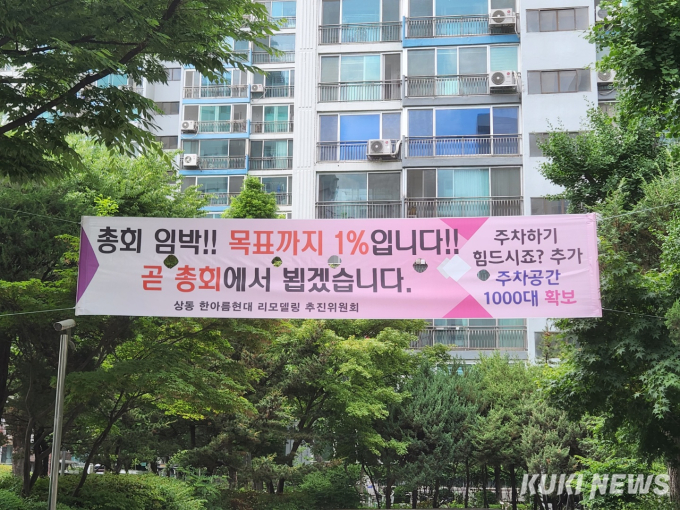 총회 임박!! 목표까지 1%입니다!!
곧 총회에서 뵙겠습니다.
상동 한아름현대 리모델링 추진위원회
주차하기
힘드시죠? 추가
주차공간
1000대 확보
KUKI NEWS